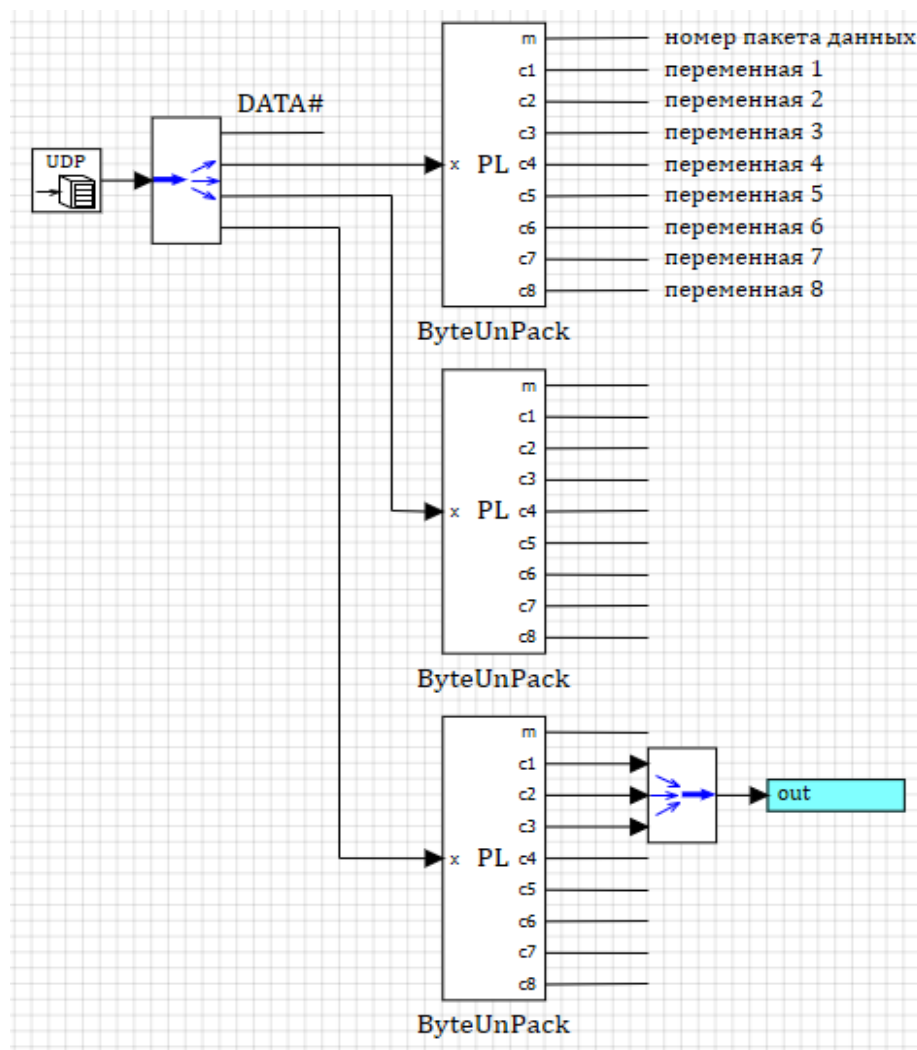 m номер пакета данных
c1 переменная 1
c2 переменная 2
DATA#
c3 переменная 3
UDP
x PL c4 переменная 4
c5 переменная 5
c6 переменная 6
c7 переменная 7
c8 переменная 8
ByteUnPack
m
c1
c2
c3
x PL c4
c5
c6
c7
c8
ByteUnPack
m
c1
c2 out
c3
x PL c4
c5
c6
c7
c8
ByteUnPack